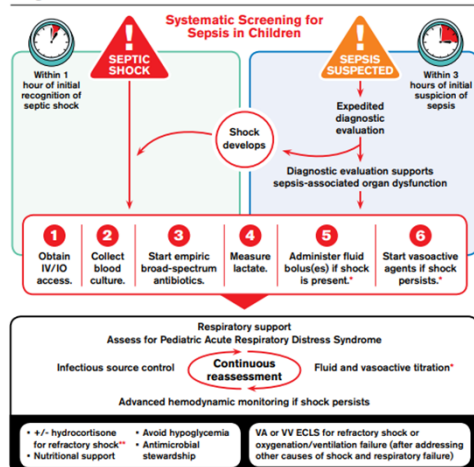 Systematic Screening for
Sepsis in Children
Within 1
hour of initial
recognition of
septic shock
!
SEPTIC
SHOCK
!
SEPSIS
SUSPECTED
Within 3
hours of initial
suspicion of
sepsis
Expedited
diagnostic
evaluation
Shock
develops
Diagnostic evaluation supports
sepsis-associated organ dysfunction
1
Obtain
IV/IO
access.
2
Collect
blood
culture.
3
Start empiric
broad-spectrum
antibiotics.
4
Measure
lactate.
5
Administer fluid
bolus(es) if shock
is present.*
6
Start vasoactive
agents if shock
persists.*
Respiratory support
Assess for Pediatric Acute Respiratory Distress Syndrome
Infectious source control
Continuous
reassessment
Fluid and vasoactive titration*
Advanced hemodynamic monitoring if shock persists
• +/- hydrocortisone
for refractory shock**
• Nutritional support
• Avoid hypoglycemia
• Antimicrobial
stewardship
VA or VV ECLS for refractory shock or
oxygenation/ventilation failure (after addressing
other causes of shock and respiratory failure)